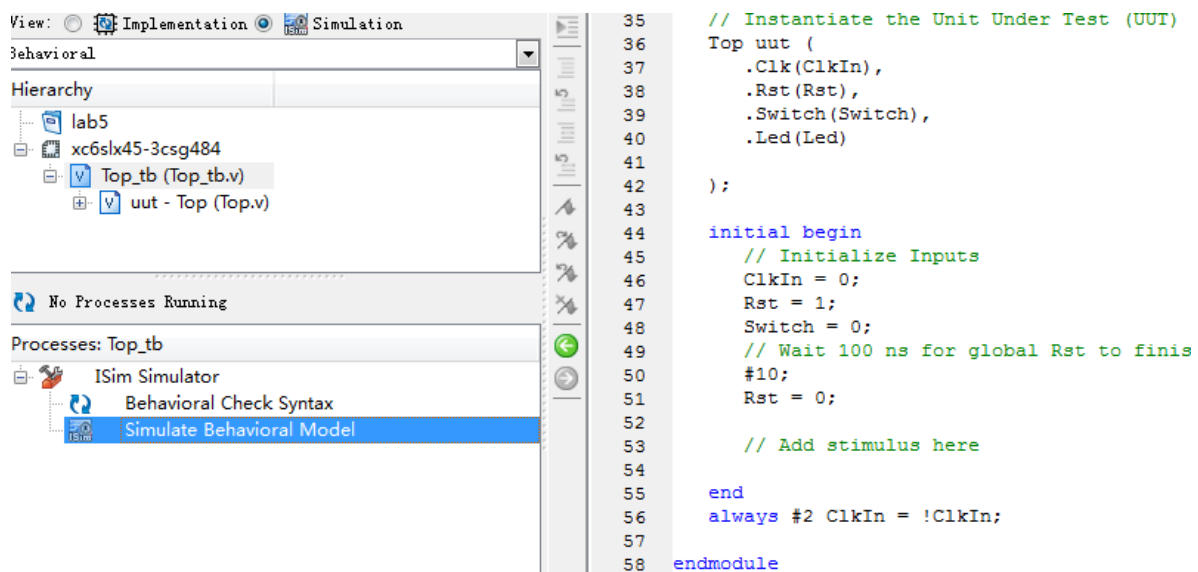 View: Implementation Simulation
Behavioral
Hierarchy
lab5
xc6slx45-3csg484
Top_tb (Top_tb.v)
uut - Top (Top.v)
No Processes Running
Processes: Top_tb
ISim Simulator
Behavioral Check Syntax
Simulate Behavioral Model
35 // Instantiate the Unit Under Test (UUT)
36 Top uut (
37 .Clk(ClkIn),
38 .Rst(Rst),
39 .Switch(Switch),
40 .Led(Led)
41
42 );
43
44 initial begin
45 // Initialize Inputs
46 ClkIn = 0;
47 Rst = 1;
48 Switch = 0;
49 // Wait 100 ns for global Rst to finis
50 #10;
51 Rst = 0;
52
53 // Add stimulus here
54
55 end
56 always #2 ClkIn = !ClkIn;
57
58 endmodule